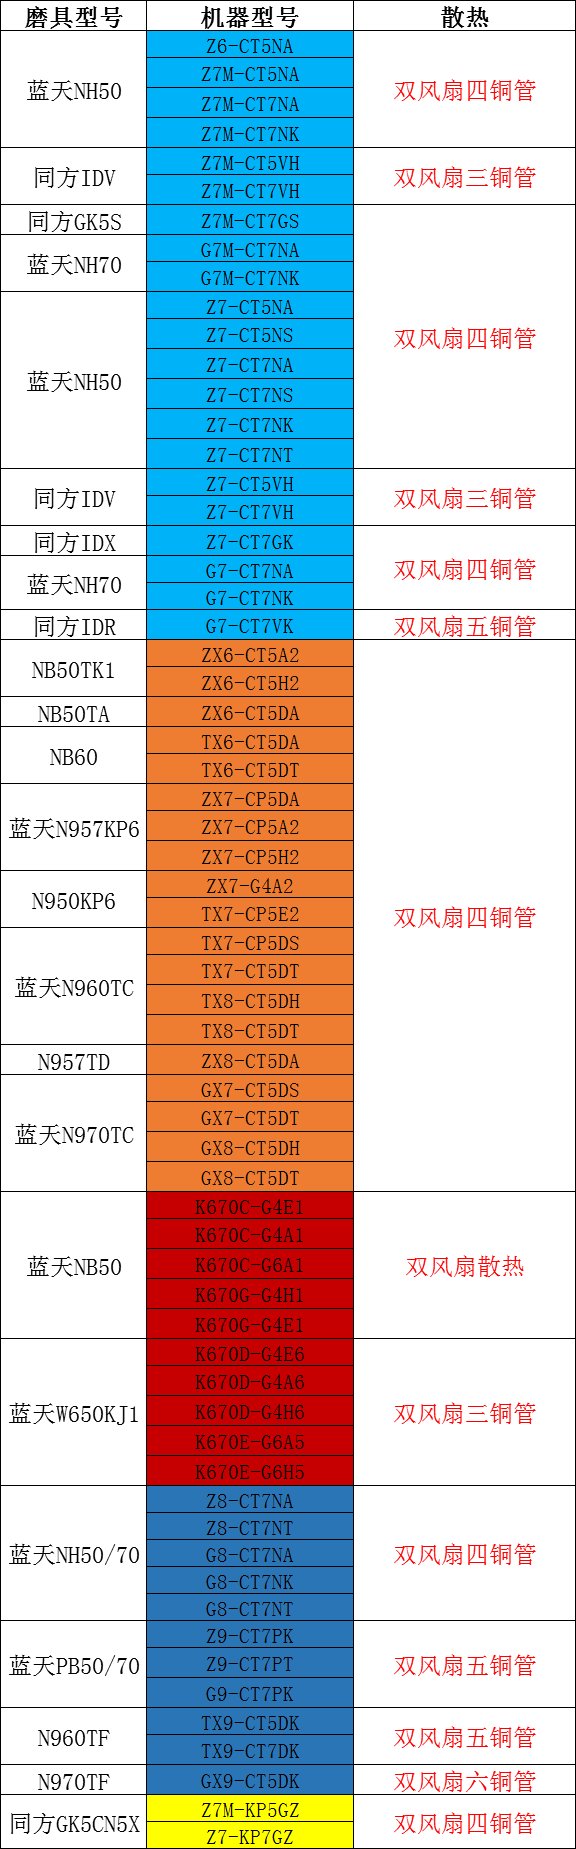 磨具型号 机器型号 散热
蓝天NH50 Z6-CT5NA 双风扇四铜管
Z7M-CT5NA
Z7M-CT7NA
Z7M-CT7NK
同方IDV Z7M-CT5VH 双风扇三铜管
Z7M-CT7VH
同方GK5S Z7M-CT7GS 双风扇四铜管
蓝天NH70 G7M-CT7NA
G7M-CT7NK
蓝天NH50 Z7-CT5NA
Z7-CT5NS
Z7-CT7NA
Z7-CT7NS
Z7-CT7NK
Z7-CT7NT
同方IDV Z7-CT5VH 双风扇三铜管
Z7-CT7VH
同方IDX Z7-CT7GK 双风扇四铜管
蓝天NH70 G7-CT7NA
G7-CT7NK
同方IDR G7-CT7VK 双风扇五铜管
NB50TK1 ZX6-CT5A2 双风扇四铜管
ZX6-CT5H2
NB50TA ZX6-CT5DA
NB60 TX6-CT5DA
TX6-CT5DT
蓝天N957KP6 ZX7-CP5DA
ZX7-CP5A2
ZX7-CP5H2
N950KP6 ZX7-G4A2
TX7-CP5E2
蓝天N960TC TX7-CP5DS
TX7-CT5DT
TX8-CT5DH
TX8-CT5DT
N957TD ZX8-CT5DA
蓝天N970TC GX7-CT5DS
GX7-CT5DT
GX8-CT5DH
GX8-CT5DT
蓝天NB50 K670C-G4E1 双风扇散热
K670C-G4A1
K670C-G6A1
K670G-G4H1
K670G-G4E1
蓝天W650KJ1 K670D-G4E6 双风扇三铜管
K670D-G4A6
K670D-G4H6
K670E-G6A5
K670E-G6H5
蓝天NH50/70 Z8-CT7NA 双风扇四铜管
Z8-CT7NT
G8-CT7NA
G8-CT7NK
G8-CT7NT
蓝天PB50/70 Z9-CT7PK 双风扇五铜管
Z9-CT7PT
G9-CT7PK
N960TF TX9-CT5DK 双风扇五铜管
TX9-CT7DK
N970TF GX9-CT5DK 双风扇六铜管
同方GK5CN5X Z7M-KP5GZ 双风扇四铜管
Z7-KP7GZ